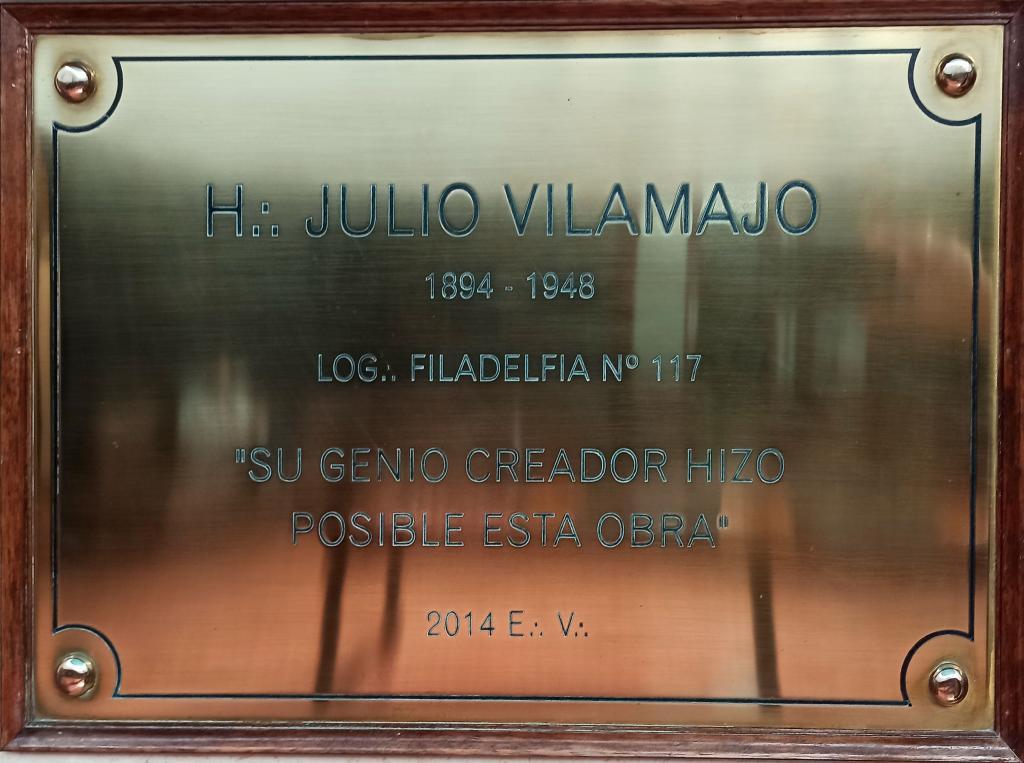 H.: JULIO VILAMAJO
1894 - 1948
LOG.∴ FILADELFIA Nº 117
"SU GENIO CREADOR HIZO
POSIBLE ESTA OBRA"
2014 E∴ V∴